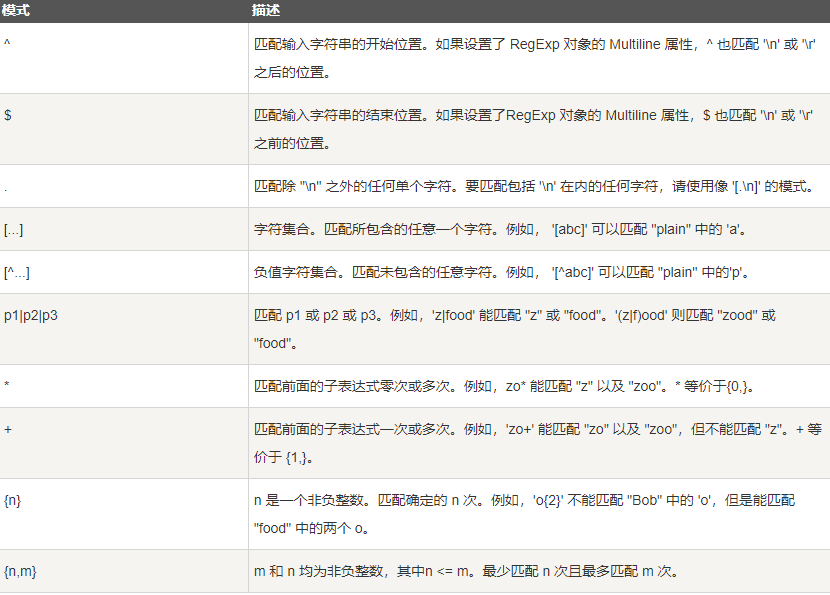 模式 描述
^ 匹配输入字符串的开始位置。如果设置了 RegExp 对象的 Multiline 属性，^ 也匹配 '\n' 或 '\r'
之后的位置。
$ 匹配输入字符串的结束位置。如果设置了RegExp 对象的 Multiline 属性，$ 也匹配 '\n' 或 '\r'
之前的位置。
. 匹配除 "\n" 之外的任何单个字符。要匹配包括 '\n' 在内的任何字符，请使用像 '[.\n]' 的模式。
[...] 字符集合。匹配所包含的任意一个字符。例如， '[abc]' 可以匹配 "plain" 中的 'a'。
[^...] 负值字符集合。匹配未包含的任意字符。例如， '[^abc]' 可以匹配 "plain" 中的'p'。
p1|p2|p3 匹配 p1 或 p2 或 p3。例如，'z|food' 能匹配 "z" 或 "food"。'(z|f)ood' 则匹配 "zood" 或
"food"。
* 匹配前面的子表达式零次或多次。例如，zo* 能匹配 "z" 以及 "zoo"。* 等价于{0,}。
+ 匹配前面的子表达式一次或多次。例如，'zo+' 能匹配 "zo" 以及 "zoo"，但不能匹配 "z"。+ 等
价于 {1,}。
{n} n 是一个非负整数。匹配确定的 n 次。例如，'o{2}' 不能匹配 "Bob" 中的 'o'，但是能匹配
"food" 中的两个 o。
{n,m} m 和 n 均为非负整数，其中n <= m。最少匹配 n 次且最多匹配 m 次。